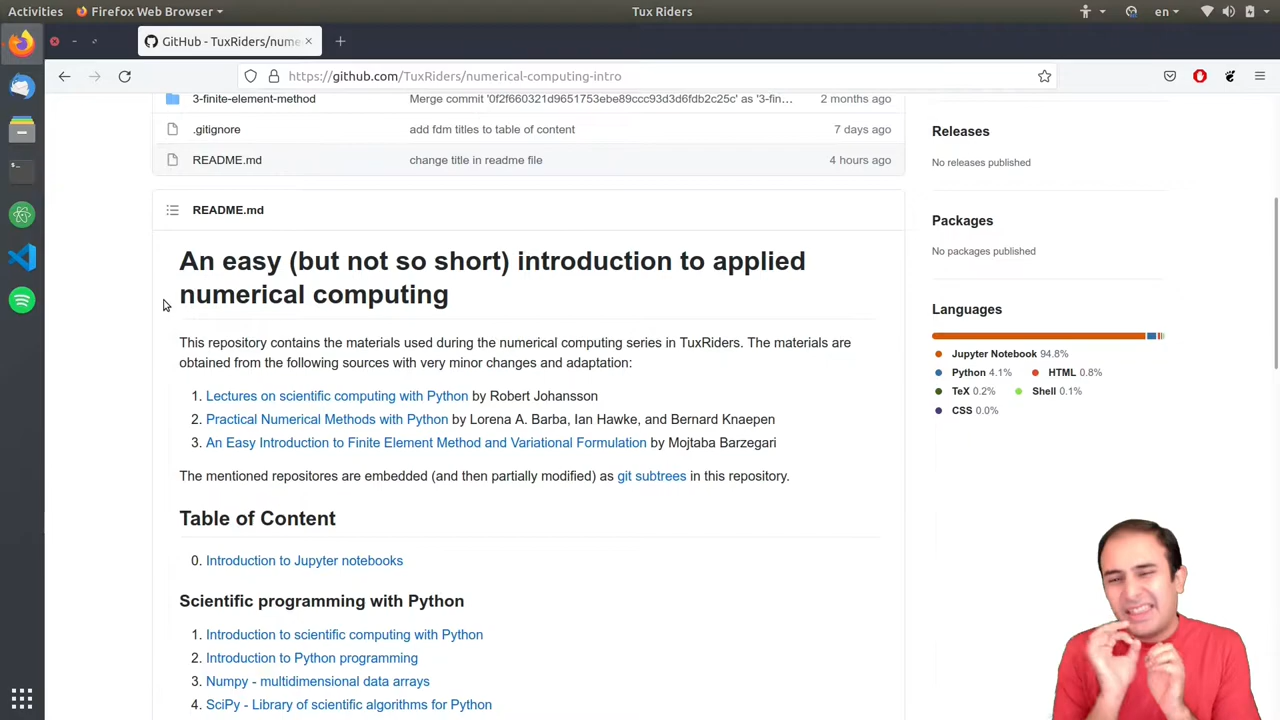 Activities
Firefox Web Browser
Tux Riders
en
GitHub - TuxRiders/nume
https://github.com/TuxRiders/numerical-computing-intro
3-finite-element-method
Merge commit '0f2f660321d9651753ebe89ccc93d3d6fdb2c25c' as '3-fin...
2 months ago
.gitignore
add fdm titles to table of content
7 days ago
README.md
change title in readme file
4 hours ago
README.md
An easy (but not so short) introduction to applied
numerical computing
This repository contains the materials used during the numerical computing series in TuxRiders. The materials are
obtained from the following sources with very minor changes and adaptation:
1. Lectures on scientific computing with Python by Robert Johansson
2. Practical Numerical Methods with Python by Lorena A. Barba, Ian Hawke, and Bernard Knaepen
3. An Easy Introduction to Finite Element Method and Variational Formulation by Mojtaba Barzegari
The mentioned repositores are embedded (and then partially modified) as git subtrees in this repository.
Table of Content
0. Introduction to Jupyter notebooks
Scientific programming with Python
1. Introduction to scientific computing with Python
2. Introduction to Python programming
3. Numpy - multidimensional data arrays
4. SciPy - Library of scientific algorithms for Python
Releases
No releases published
Packages
No packages published
Languages
Jupyter Notebook 94.8%
Python 4.1%
HTML 0.8%
TeX 0.2%
Shell 0.1%
CSS 0.0%